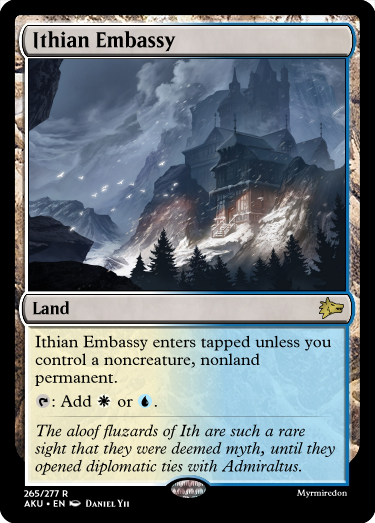 Ithian Embassy
Land
Ithian Embassy enters tapped unless you
control a noncreature, nonland
permanent.
: Add or .
The aloof fluzards of Ith are such a rare
sight that they were deemed myth, until they
opened diplomatic ties with Admiraltus.
265/277 R
Myrmiredon
AKU • EN Daniel Yii